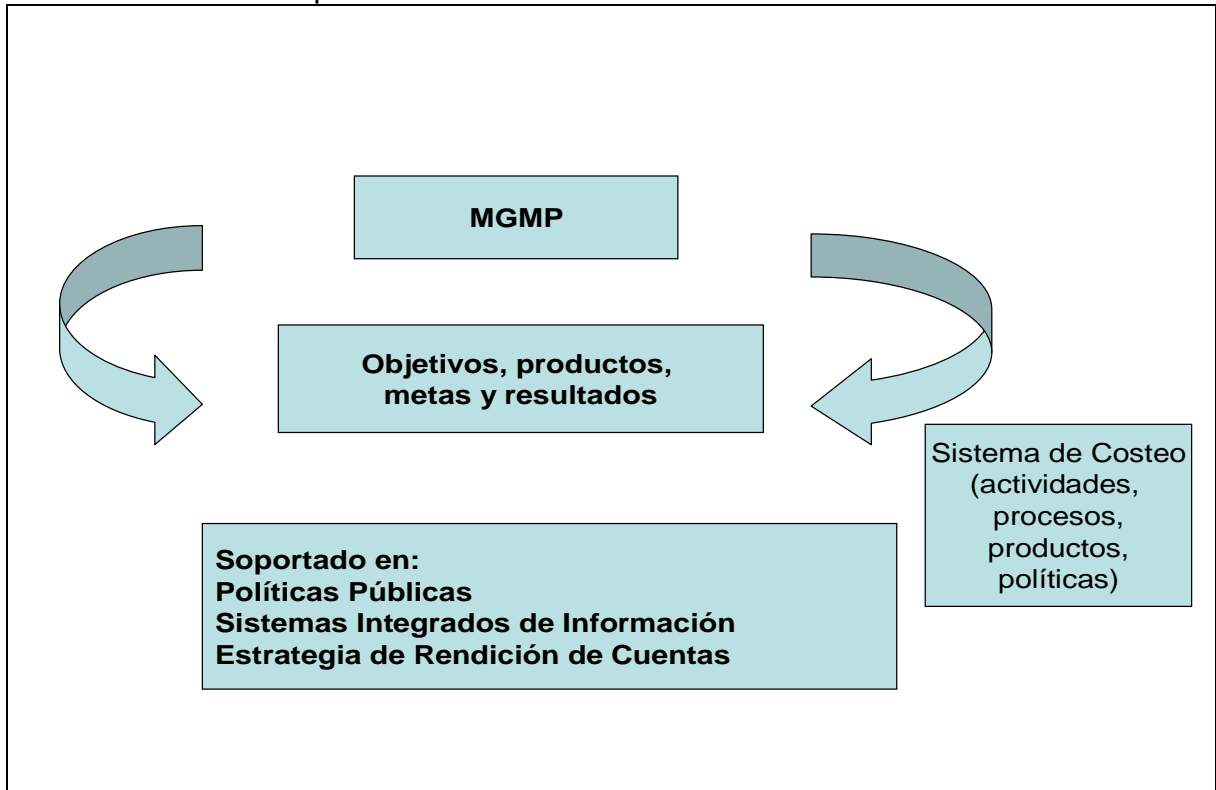 MGMP
Objetivos, productos,
metas y resultados
Sistema de Costeo
(actividades,
procesos,
productos,
políticas)
Soportado en:
Políticas Públicas
Sistemas Integrados de Información
Estrategia de Rendición de Cuentas